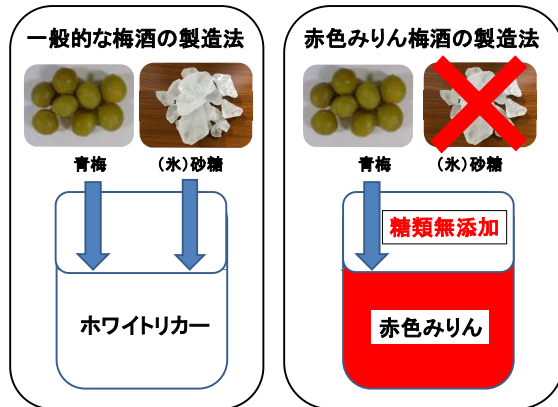 一般的な梅酒の製造法
青梅
(氷)砂糖
ホワイトリカー
赤色みりん梅酒の製造法
青梅
(氷)砂糖
糖類無添加
赤色みりん